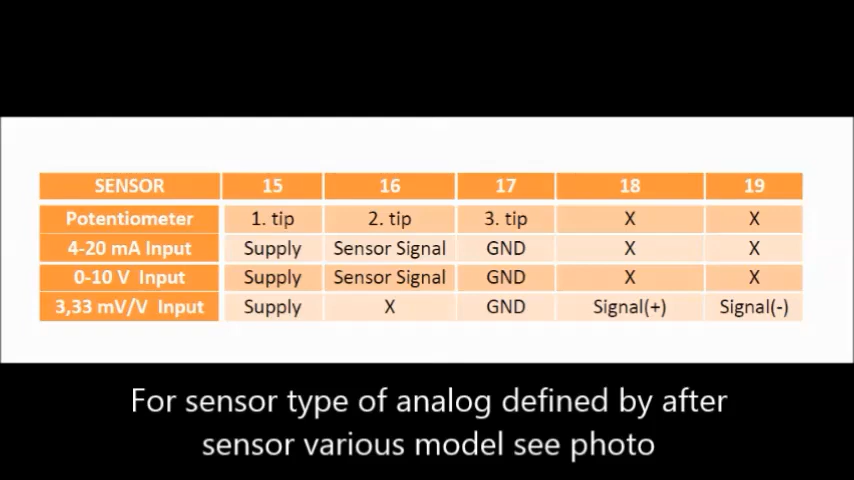 SENSOR 15 16 17 18 19
Potentiometer 1. tip 2. tip 3. tip X X
4-20 mA Input Supply Sensor Signal GND X X
0-10 V Input Supply Sensor Signal GND X X
3,33 mV/V Input Supply X GND Signal(+) Signal(-)
For sensor type of analog defined by after
sensor various model see photo